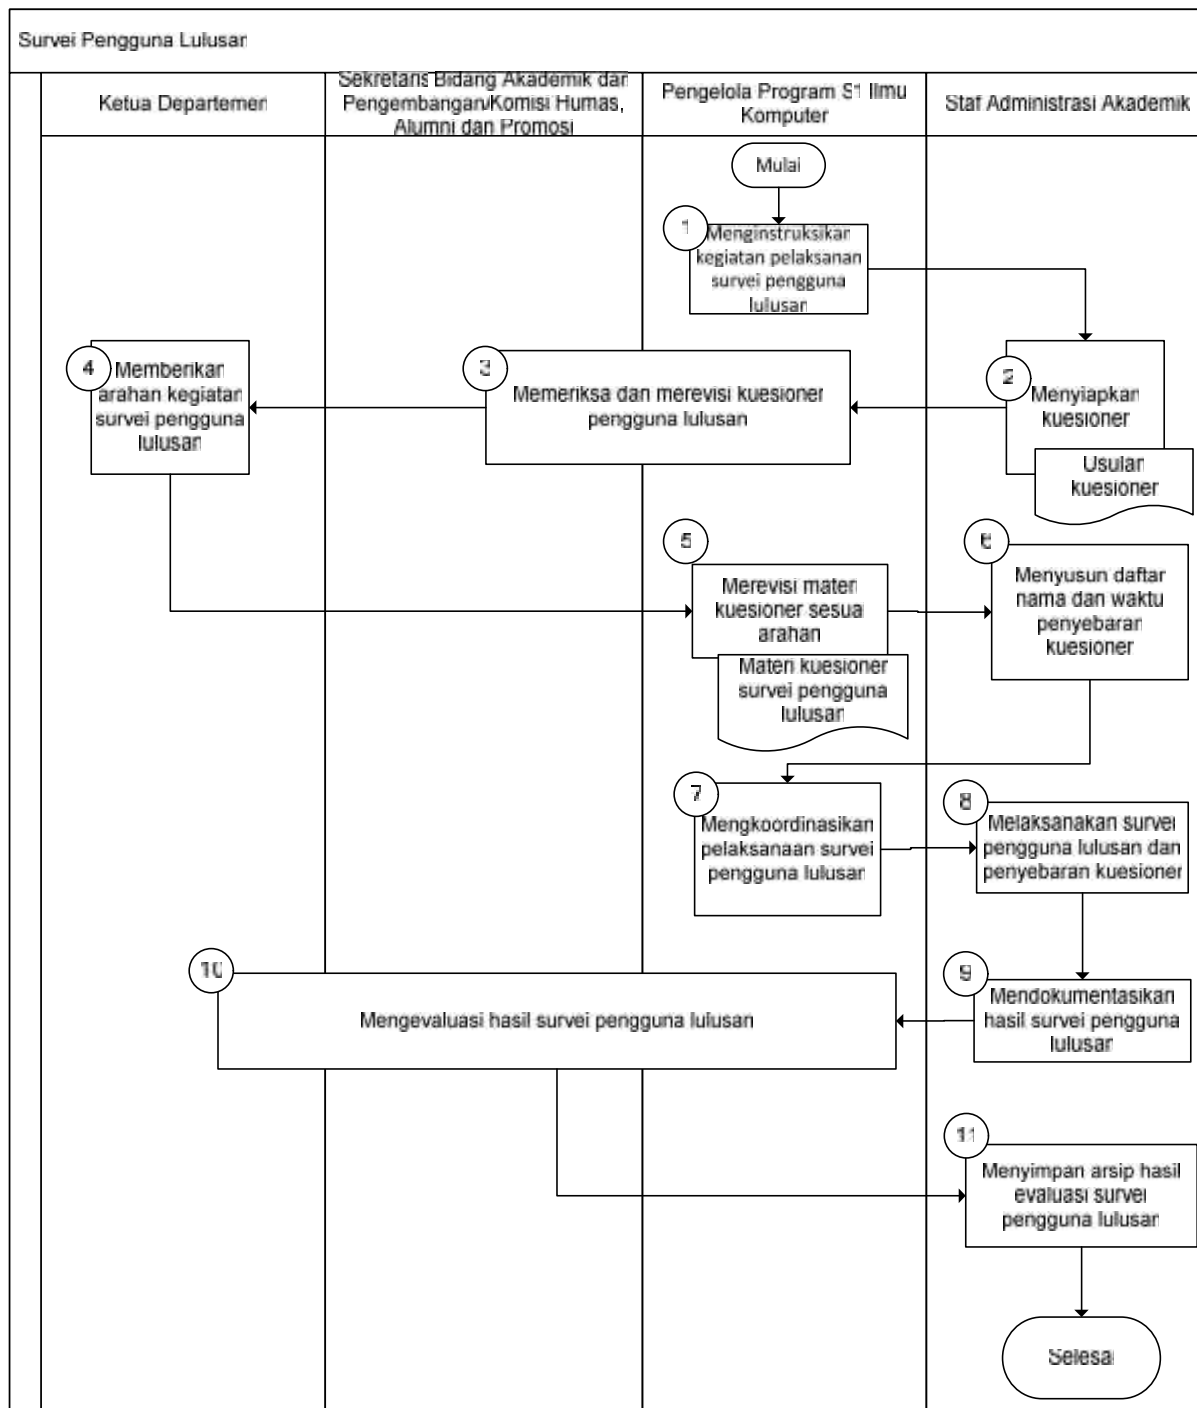 Survei Pengguna Lulusan
Ketua Departemen
Sekretaris Bidang Akademik dan
Pengembangan/Komisi Humas,
Alumni dan Promosi
Pengelola Program S1 Ilmu
Komputer
Staf Administrasi Akademik
Mulai
1
Menginstruksikan
kegiatan pelaksanan
survei pengguna
lulusan
2
Menyiapkan
kuesioner
Usulan
kuesioner
3
Memeriksa dan merevisi kuesioner
pengguna lulusan
4
Memberikan
arahan kegiatan
survei pengguna
lulusan
5
Merevisi materi
kuesioner sesuai
arahan
Materi kuesioner
survei pengguna
lulusan
6
Menyusun daftar
nama dan waktu
penyebaran
kuesioner
7
Mengkoordinasikan
pelaksanaan survei
pengguna lulusan
8
Melaksanakan survei
pengguna lulusan dan
penyebaran kuesioner
9
Mendokumentasikan
hasil survei pengguna
lulusan
10
Mengevaluasi hasil survei pengguna lulusan
11
Menyimpan arsip hasil
evaluasi survei
pengguna lulusan
Selesai